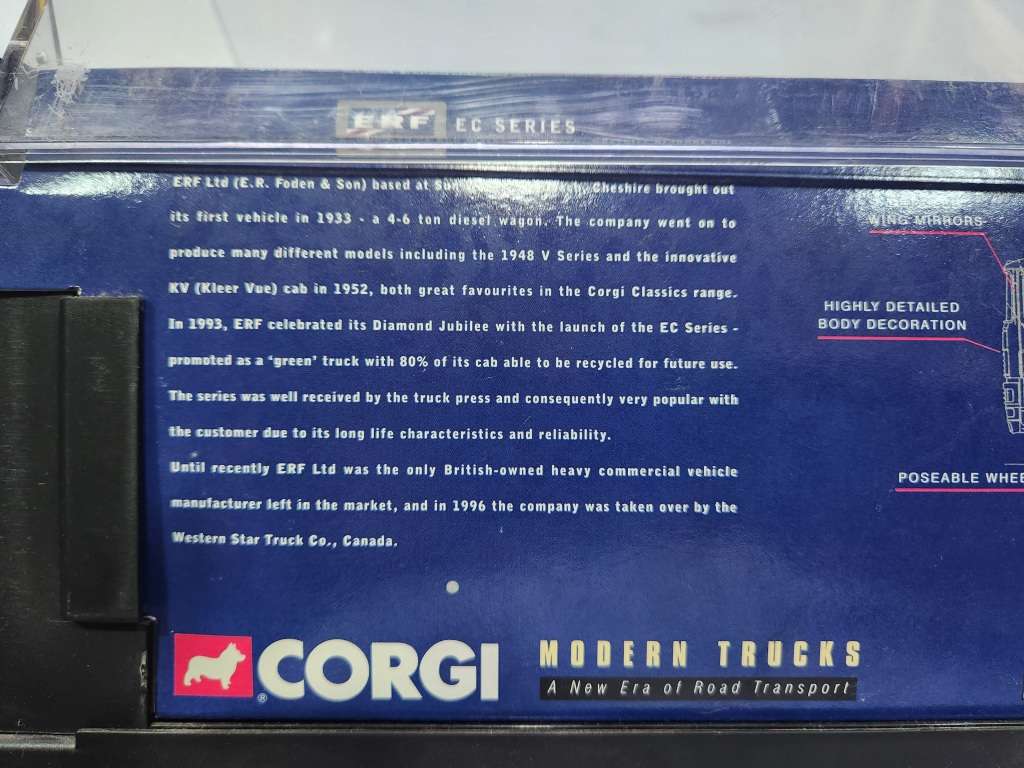 ERF EC SERIES
ERF Ltd (E.R. Foden & Son) based at Cheshire brought out
its first vehicle in 1933 - a 4-6 ton diesel wagon. The company went on to
produce many different models including the 1948 V Series and the innovative
KV (Kleer Vue) cab in 1952, both great favourites in the Corgi Classics range.
In 1993, ERF celebrated its Diamond Jubilee with the launch of the EC Series -
promoted as a 'green' truck with 80% of its cab able to be recycled for future use.
The series was well received by the truck press and consequently very popular with
the customer due to its long life characteristics and reliability.
Until recently ERF Ltd was the only British-owned heavy commercial vehicle
manufacturer left in the market, and in 1996 the company was taken over by the
Western Star Truck Co., Canada.
WING MIRRORS
HIGHLY DETAILED
BODY DECORATION
POSEABLE WHEE
® CORGI
MODERN TRUCKS
A New Era of Road Transport